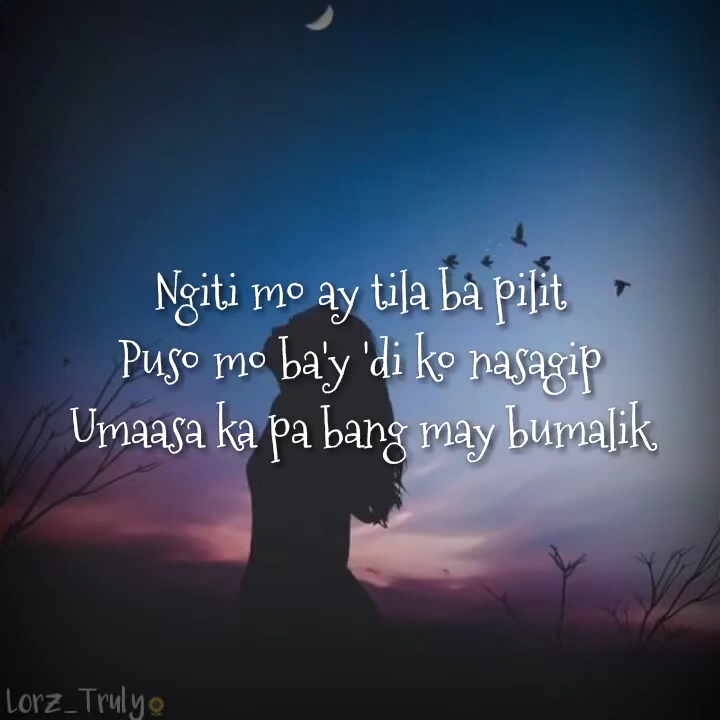 Ngiti mo ay tila ba pilit
Puso mo ba'y 'di ko nasagip
Umaasa ka pa bang may bumalik
Lorz_Truly